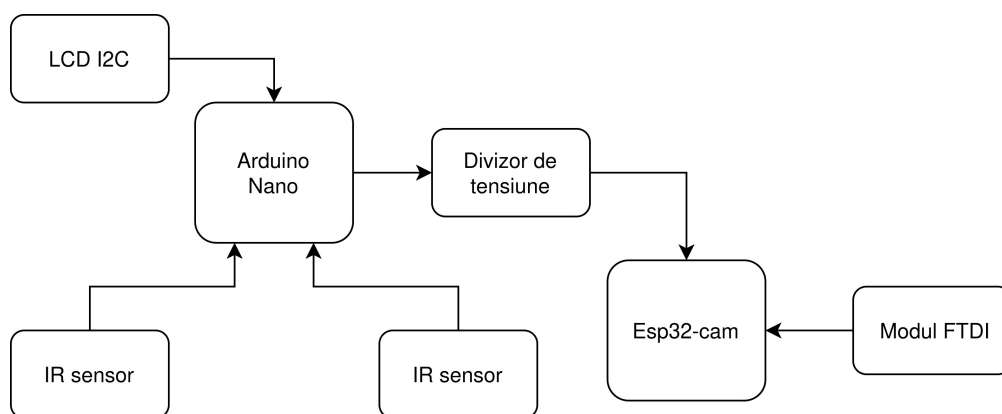 LCD I2C
Arduino
Nano
Divizor de
tensiune
Esp32-cam
Modul FTDI
IR sensor
IR sensor